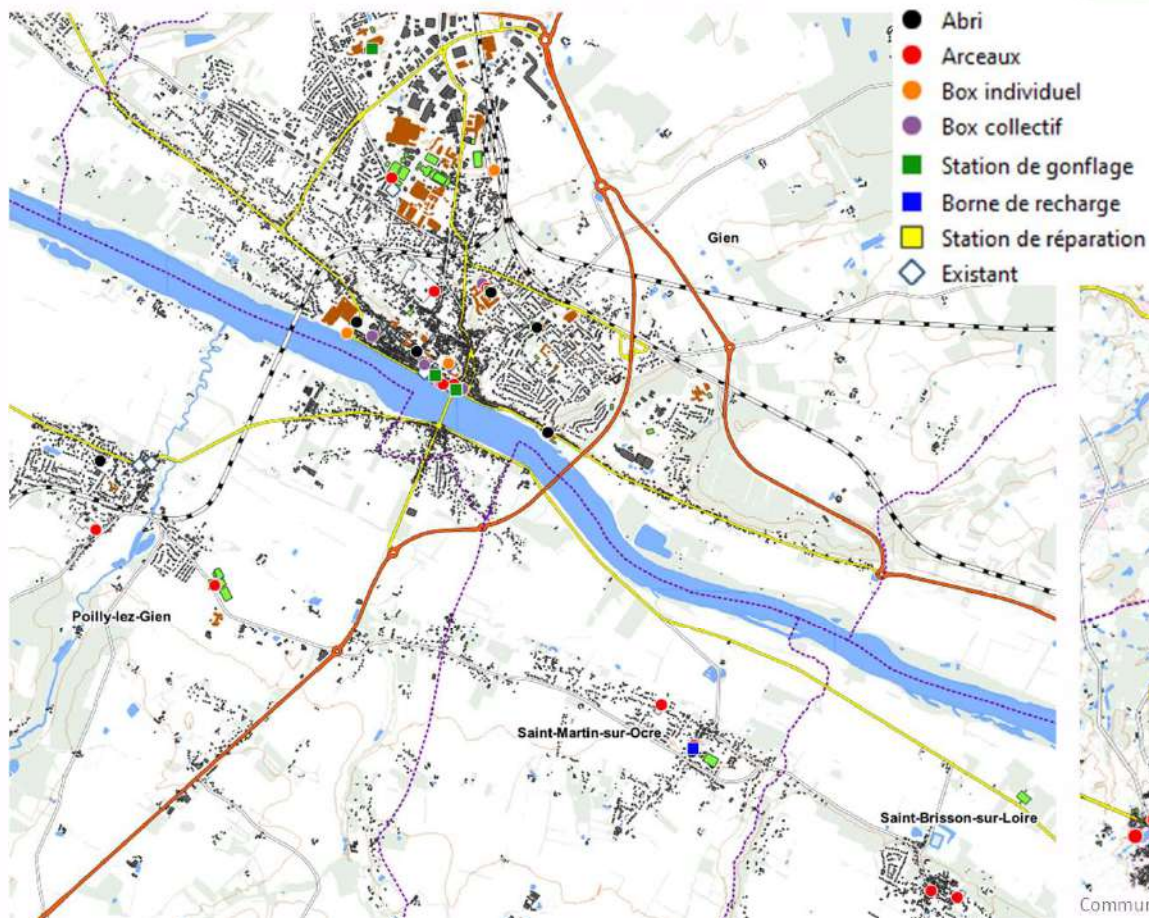 Abri
Arceaux
Box individuel
Box collectif
Station de gonflage
Borne de recharge
Station de réparation
Existant
Gien
Poilly-lez-Gien
Saint-Martin-sur-Ocre
Saint-Brisson-sur-Loire
Commun